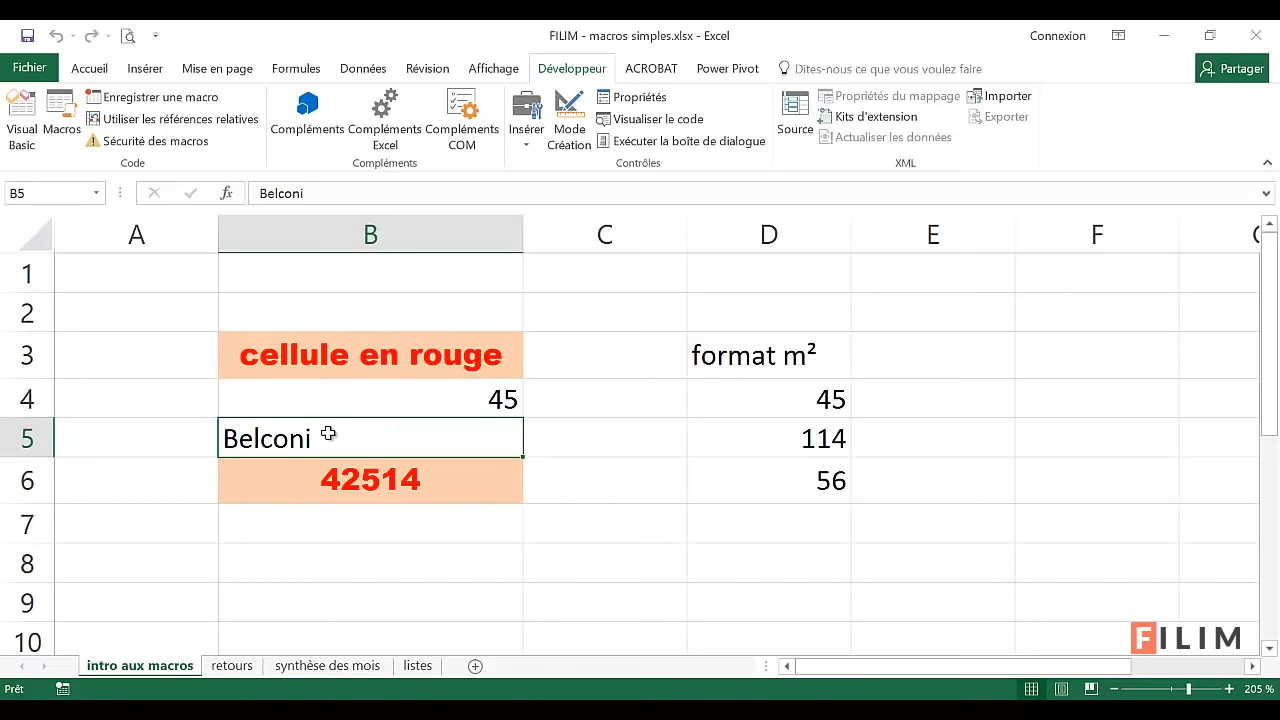 FILIM - macros simples.xlsx - Excel
Connexion
Fichier Accueil Insérer Mise en page Formules Données Révision Affichage Développeur ACROBAT Power Pivot Dites-nous ce que vous voulez faire Partager
Visual Basic
Macros
Enregistrer une macro
Utiliser les références relatives
Sécurité des macros
Code
Compléments
Compléments Excel
Compléments COM
Compléments
Insérer
Mode Création
Propriétés
Visualiser le code
Exécuter la boîte de dialogue
Contrôles
Source
Propriétés du mappage
Kits d'extension
Actualiser les données
Importer
Exporter
XML
B5 fx Belconi
A B C D E F
1
2
3 cellule en rouge format m²
4 45 45
5 Belconi 114
6 42514 56
7
8
9
10
FILIM
intro aux macros retours synthèse des mois listes
Prêt 205 %